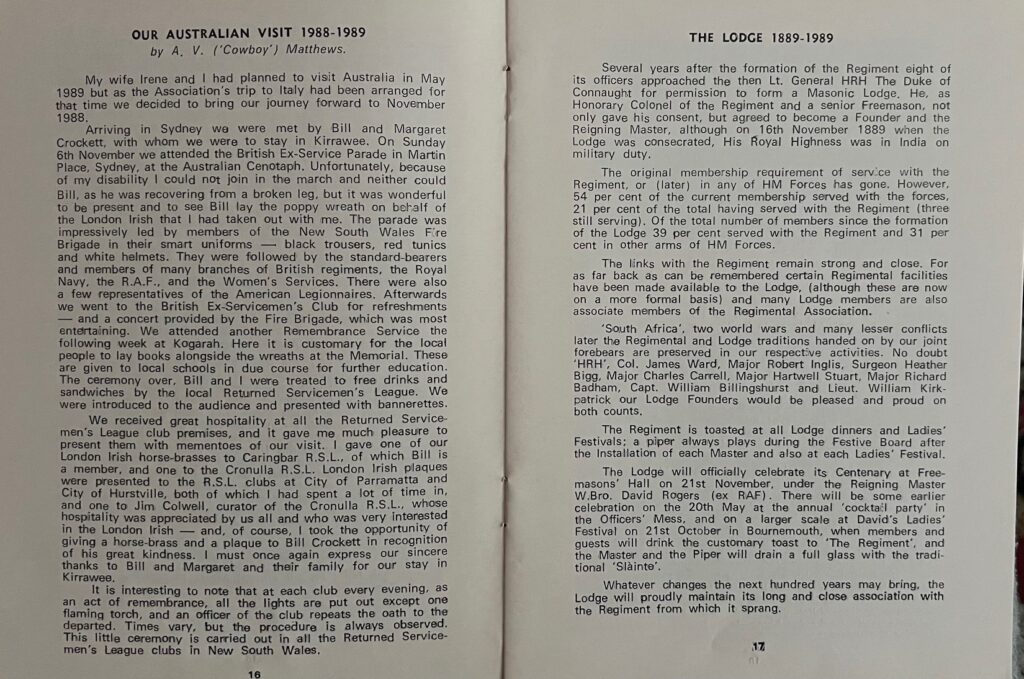 OUR AUSTRALIAN VISIT 1988-1989
by A. V. ('Cowboy') Matthews.
My wife Irene and I had planned to visit Australia in May
1989 but as the Association's trip to Italy had been arranged for
that time we decided to bring our journey forward to November
1988.
Arriving in Sydney we were met by Bill and Margaret
Crockett, with whom we were to stay in Kirrawee. On Sunday
6th November we attended the British Ex-Service Parade in Martin
Place, Sydney, at the Australian Cenotaph. Unfortunately, because
of my disability I could not join in the march and neither could
Bill, as he was recovering from a broken leg, but it was wonderful
to be present and to see Bill lay the poppy wreath on behalf of
the London Irish that I had taken out with me. The parade was
impressively led by members of the New South Wales Fire
Brigade in their smart uniforms — black trousers, red tunics
and white helmets. They were followed by the standard-bearers
and members of many branches of British regiments, the Royal
Navy, the R.A.F., and the Women's Services. There were also
a few representatives of the American Legionnaires. Afterwards
we went to the British Ex-Servicemen's Club for refreshments
— and a concert provided by the Fire Brigade, which was most
entertaining. We attended another Remembrance Service the
following week at Kogarah. Here it is customary for the local
people to lay books alongside the wreaths at the Memorial. These
are given to local schools in due course for further education.
The ceremony over, Bill and I were treated to free drinks and
sandwiches by the local Returned Servicemen's League. We
were introduced to the audience and presented with bannerettes.
We received great hospitality at all the Returned Service-
men's League club premises, and it gave me much pleasure to
present them with mementoes of our visit. I gave one of our
London Irish horse-brasses to Caringbar R.S.L., of which Bill is
a member, and one to the Cronulla R.S.L. London Irish plaques
were presented to the R.S.L. clubs at City of Parramatta and
City of Hurstville, both of which I had spent a lot of time in,
and one to Jim Colwell, curator of the Cronulla R.S.L., whose
hospitality was appreciated by us all and who was very interested
in the London Irish — and, of course, I took the opportunity of
giving a horse-brass and a plaque to Bill Crockett in recognition
of his great kindness. I must once again express our sincere
thanks to Bill and Margaret and their family for our stay in
Kirrawee.
It is interesting to note that at each club every evening, as
an act of remembrance, all the lights are put out except one
flaming torch, and an officer of the club repeats the oath to the
departed. Times vary, but the procedure is always observed.
This little ceremony is carried out in all the Returned Service-
men's League clubs in New South Wales.
16
THE LODGE 1889-1989
Several years after the formation of the Regiment eight of
its officers approached the then Lt. General HRH The Duke of
Connaught for permission to form a Masonic Lodge. He, as
Honorary Colonel of the Regiment and a senior Freemason, not
only gave his consent, but agreed to become a Founder and the
Reigning Master, although on 16th November 1889 when the
Lodge was consecrated, His Royal Highness was in India on
military duty.
The original membership requirement of service with the
Regiment, or (later) in any of HM Forces has gone. However,
54 per cent of the current membership served with the forces,
21 per cent of the total having served with the Regiment (three
still serving). Of the total number of members since the formation
of the Lodge 39 per cent served with the Regiment and 31 per
cent in other arms of HM Forces.
The links with the Regiment remain strong and close. For
as far back as can be remembered certain Regimental facilities
have been made available to the Lodge, (although these are now
on a more formal basis) and many Lodge members are also
associate members of the Regimental Association.
'South Africa', two world wars and many lesser conflicts
later the Regimental and Lodge traditions handed on by our joint
forebears are preserved in our respective activities. No doubt
'HRH', Col. James Ward, Major Robert Inglis, Surgeon Heather
Bigg, Major Charles Carrell, Major Hartwell Stuart, Major Richard
Badham, Capt. William Billingshurst and Lieut. William Kirk-
patrick our Lodge Founders would be pleased and proud on
both counts.
The Regiment is toasted at all Lodge dinners and Ladies'
Festivals; a piper always plays during the Festive Board after
the Installation of each Master and also at each Ladies' Festival.
The Lodge will officially celebrate its Centenary at Free-
masons' Hall on 21st November, under the Reigning Master
W.Bro. David Rogers (ex RAF). There will be some earlier
celebration on the 20th May at the annual 'cocktail party' in
the Officers' Mess, and on a larger scale at David's Ladies'
Festival on 21st October in Bournemouth, when members and
guests will drink the customary toast to 'The Regiment', and
the Master and the Piper will drain a full glass with the tradi-
tional 'Slàinte'.
Whatever changes the next hundred years may bring, the
Lodge will proudly maintain its long and close association with
the Regiment from which it sprang.
17